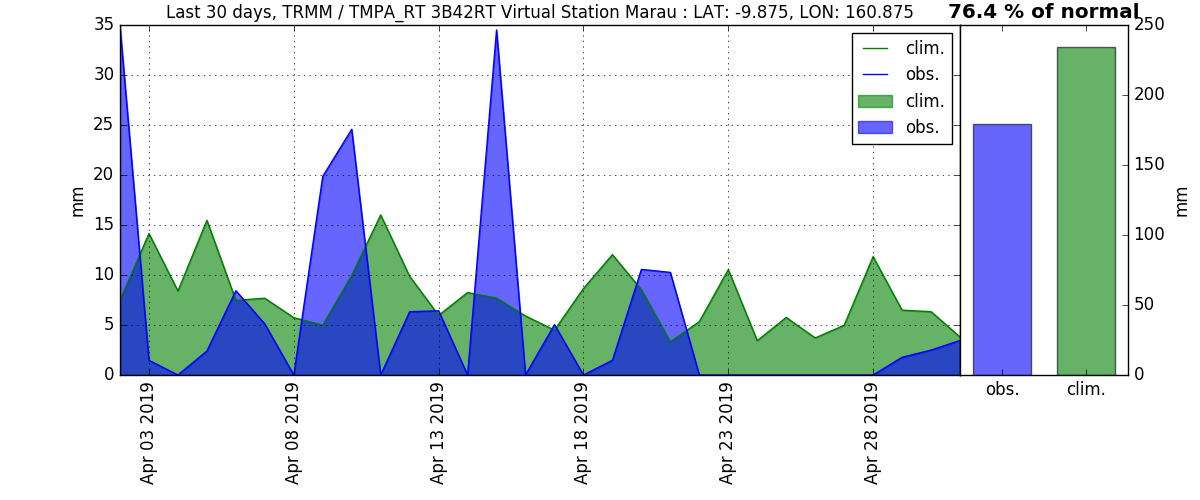 Last 30 days, TRMM / TMPA_RT 3B42RT Virtual Station Marau : LAT: -9.875, LON: 160.875
76.4 % of normal
35
30
25
20
15
10
5
0
mm
clim.
obs.
clim.
obs.
Apr 03 2019
Apr 08 2019
Apr 13 2019
Apr 18 2019
Apr 23 2019
Apr 28 2019
250
200
150
100
50
0
mm
obs.
clim.